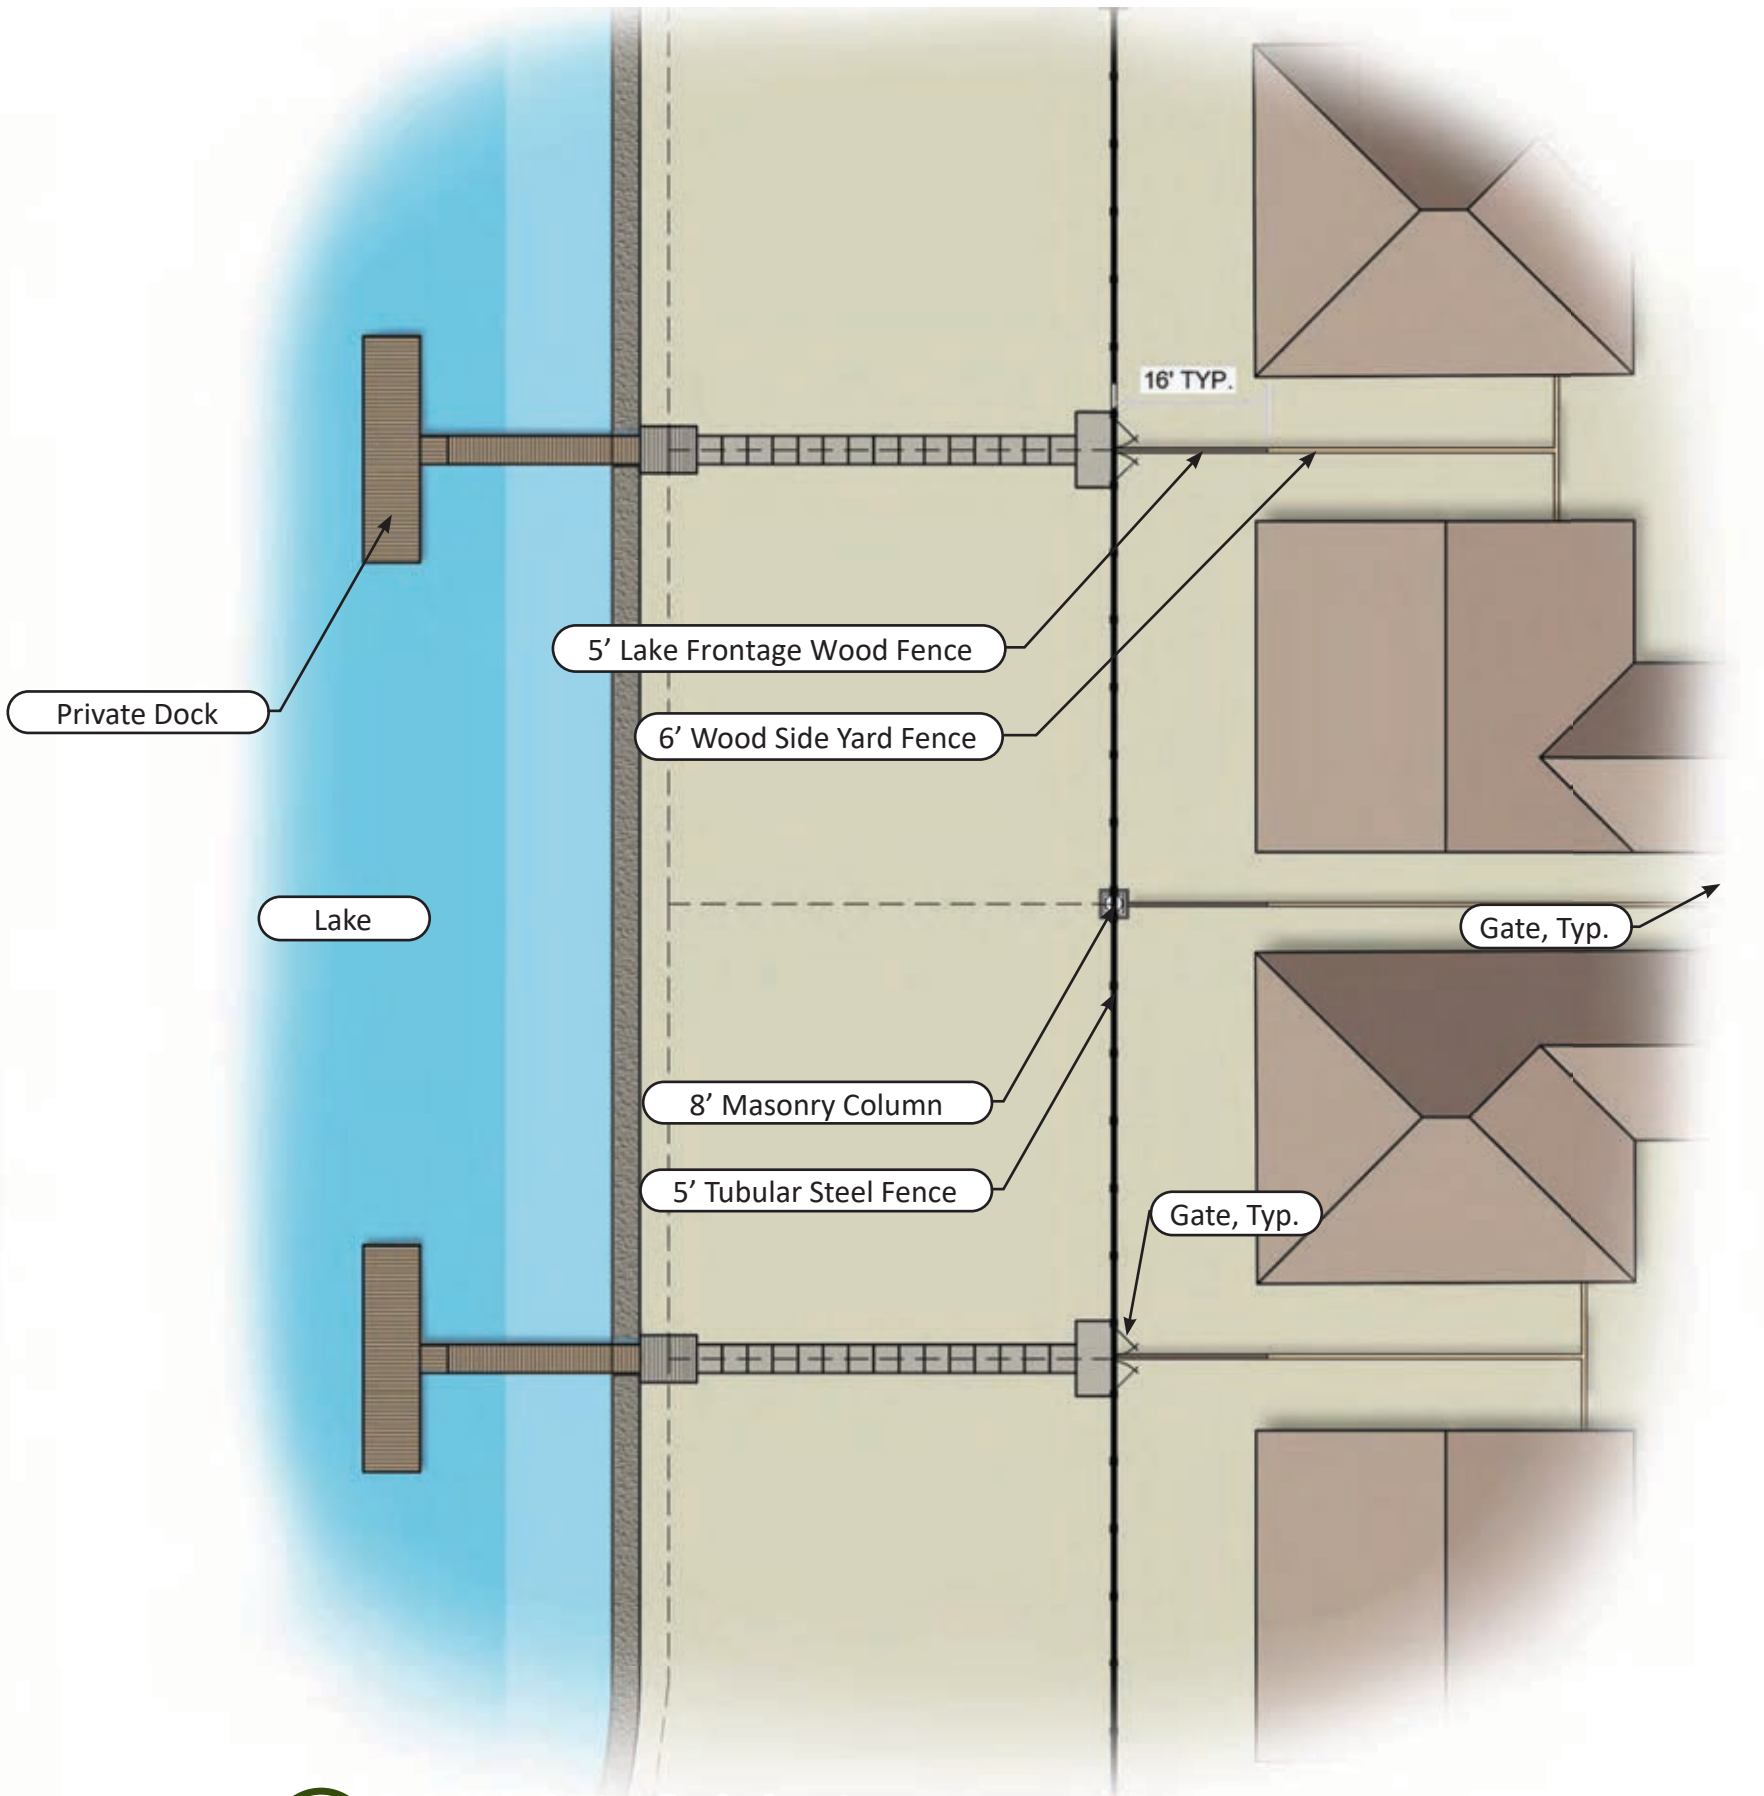 16' TYP.
5’ Lake Frontage Wood Fence
Private Dock
6’ Wood Side Yard Fence
Lake
Gate, Typ.
8’ Masonry Column
5’ Tubular Steel Fence
Gate, Typ.